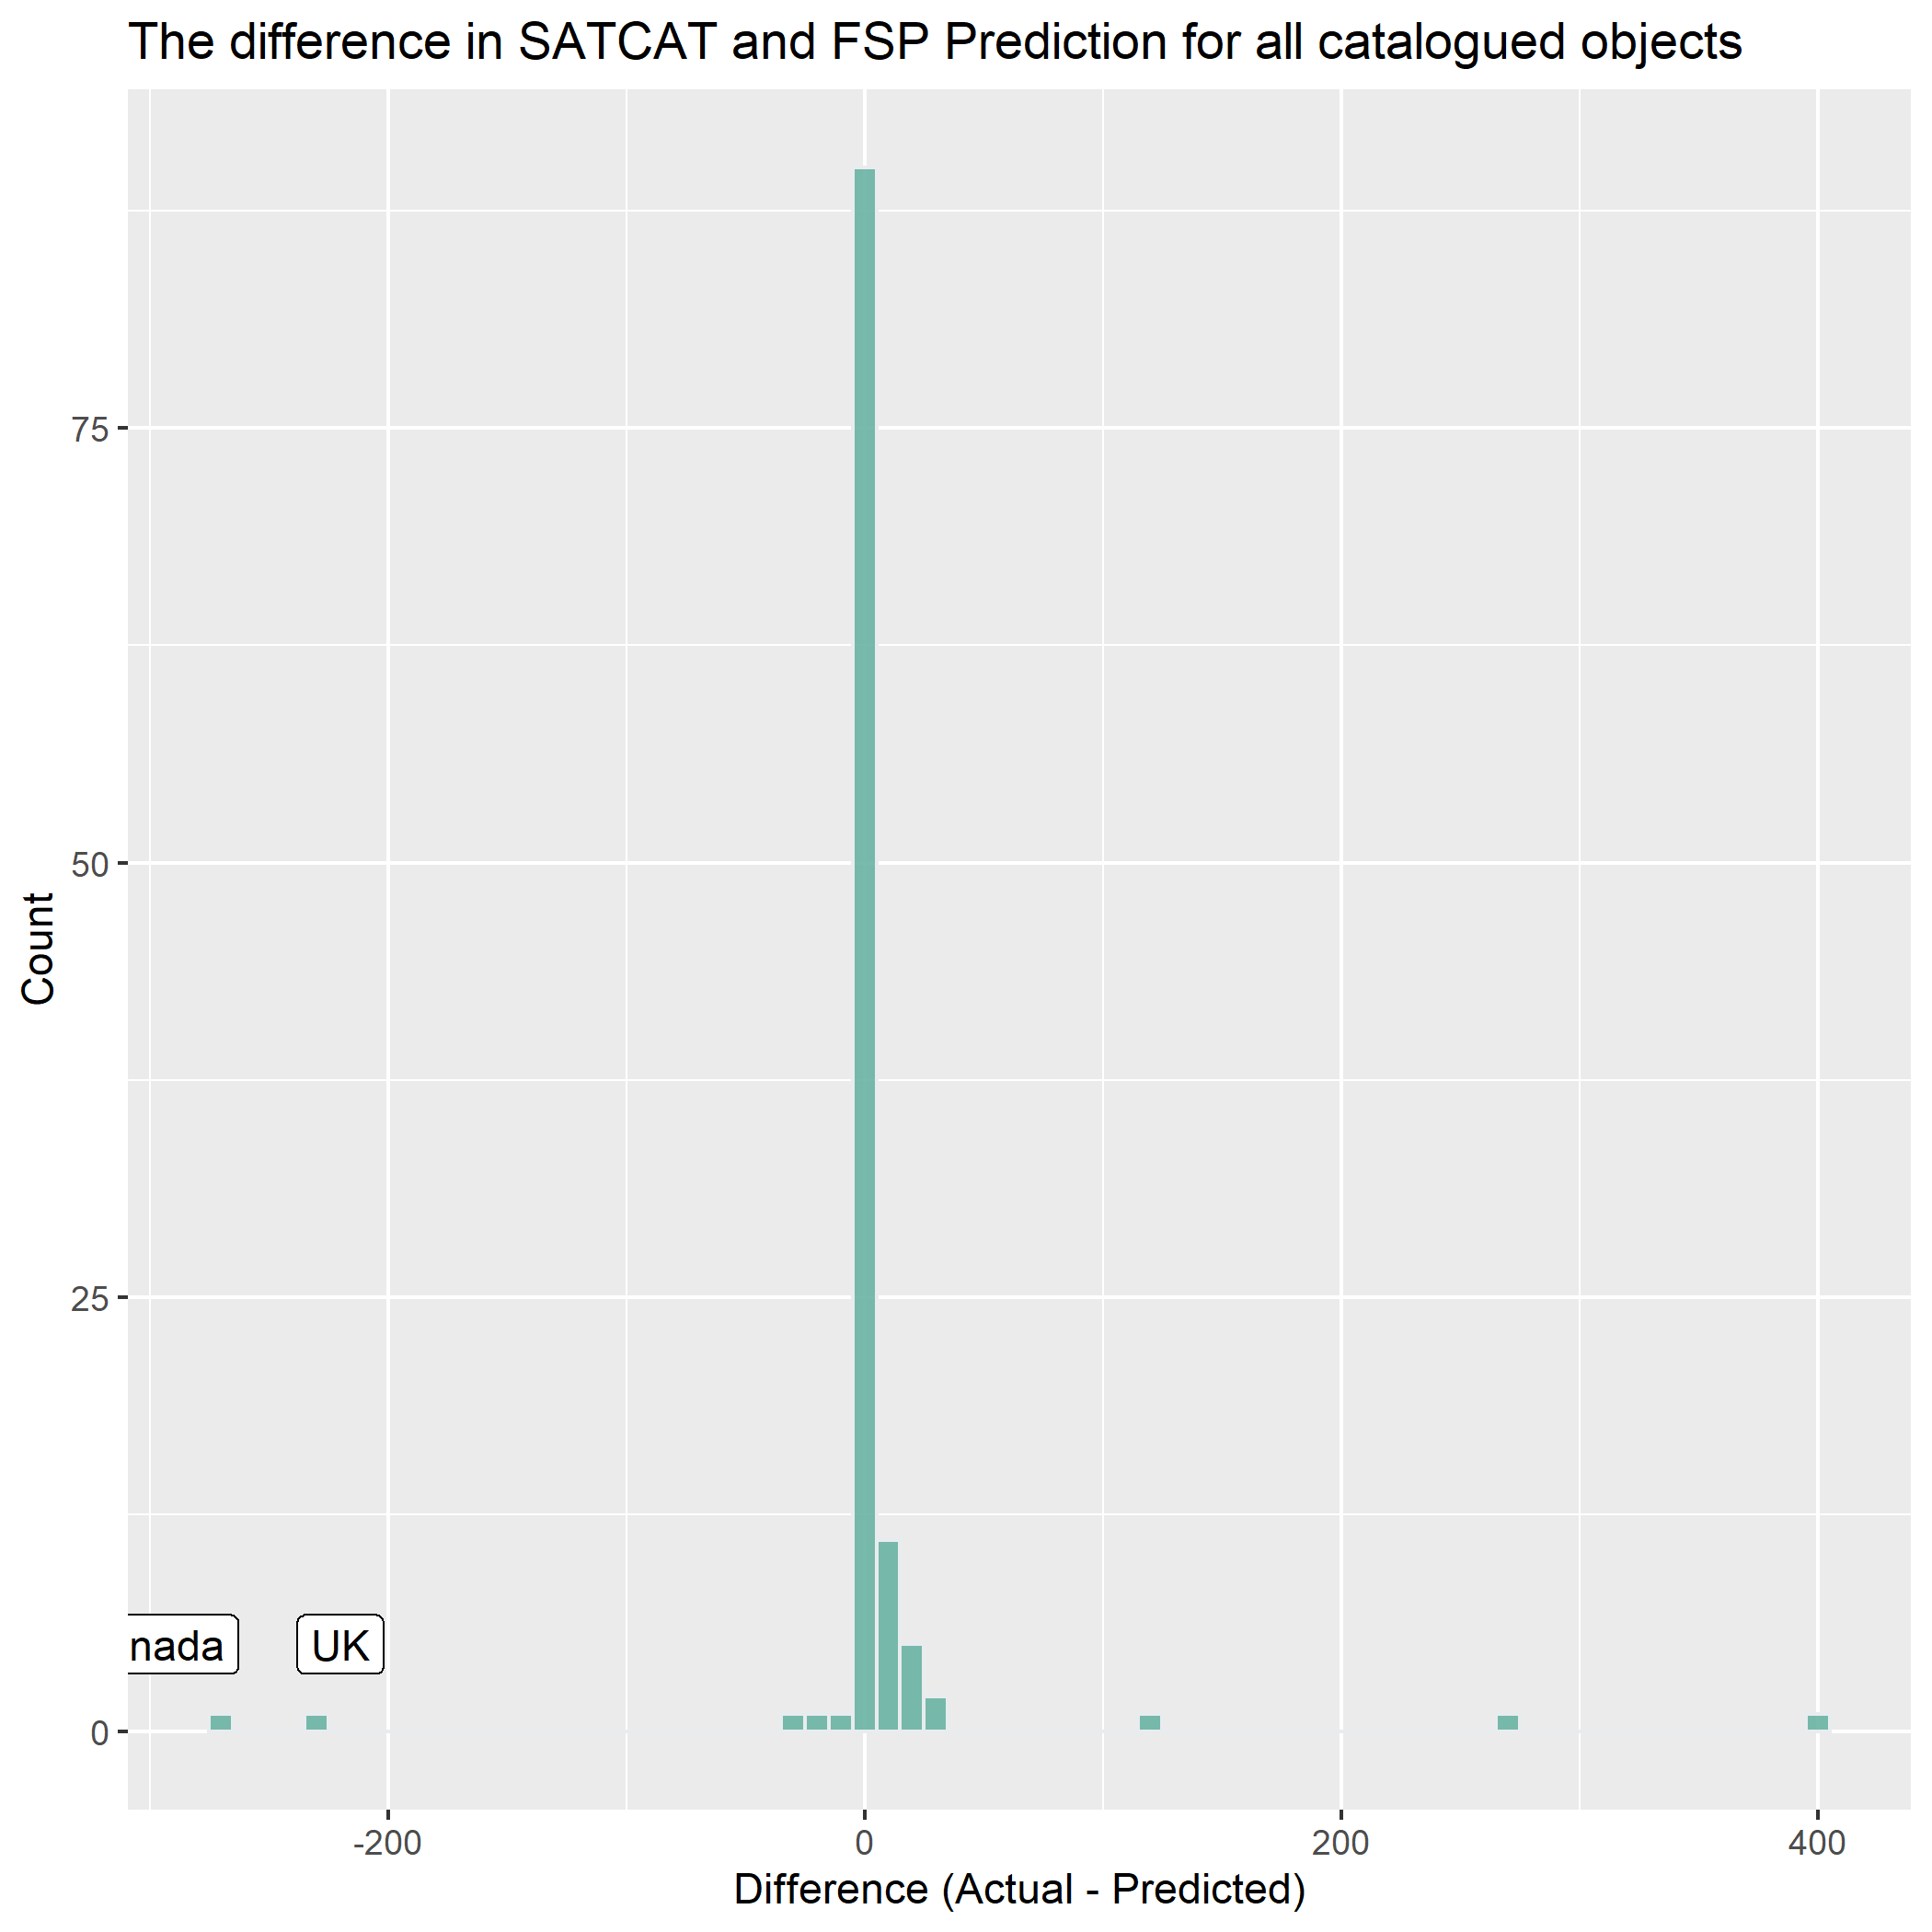 The difference in SATCAT and FSP Prediction for all catalogued objects
75
50
25
0
Count
nada
UK
-200
0
200
400
Difference (Actual - Predicted)